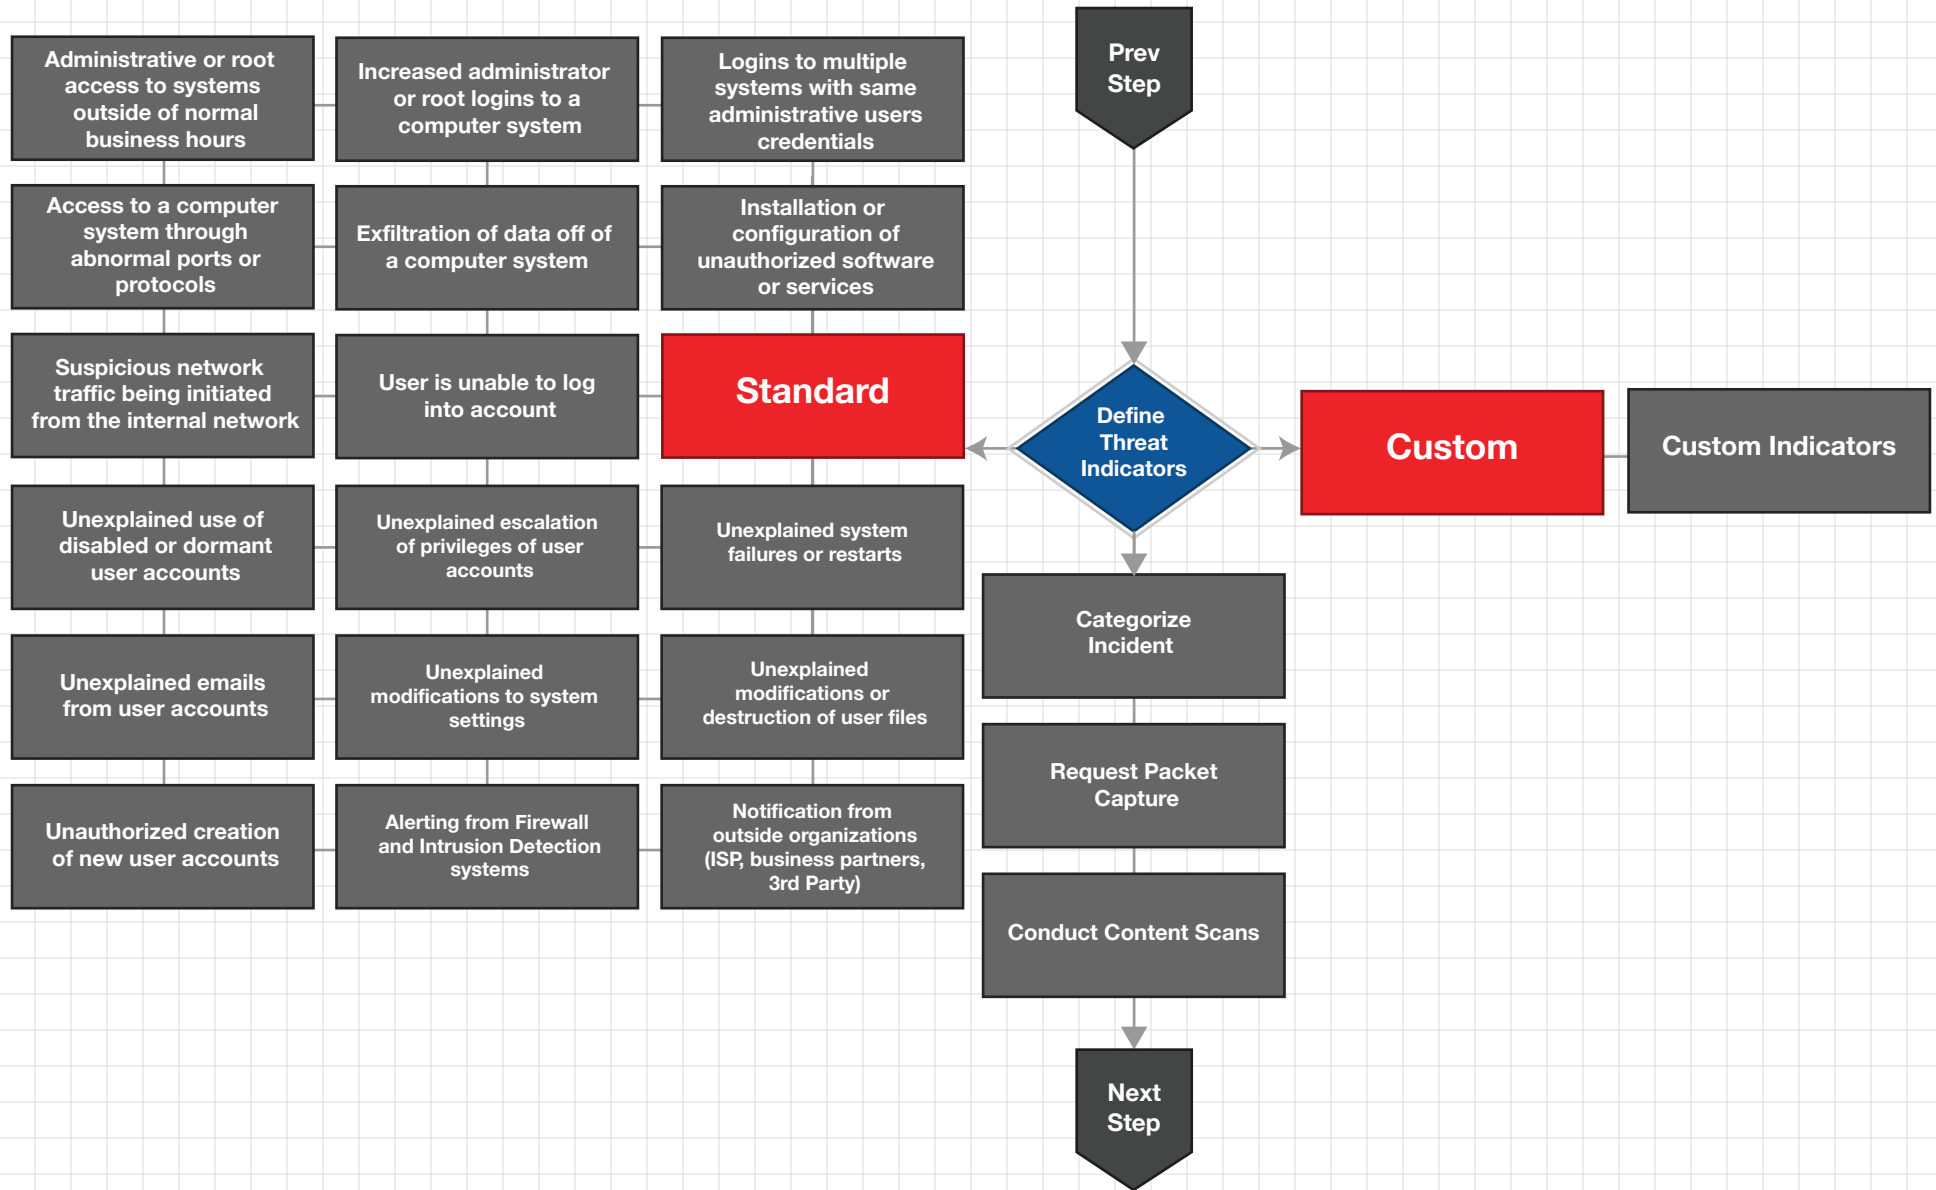 Administrative or root
access to systems
outside of normal
business hours
Increased administrator
or root logins to a
computer system
Logins to multiple
systems with same
administrative users
credentials
Prev
Step
Access to a computer
system through
abnormal ports or
protocols
Exfiltration of data off of
a computer system
Installation or
configuration of
unauthorized software
or services
Suspicious network
traffic being initiated
from the internal network
User is unable to log
into account
Standard
Define
Threat
Indicators
Custom
Custom Indicators
Unexplained use of
disabled or dormant
user accounts
Unexplained escalation
of privileges of user
accounts
Unexplained system
failures or restarts
Categorize
Incident
Unexplained emails
from user accounts
Unexplained
modifications to system
settings
Unexplained
modifications or
destruction of user files
Request Packet
Capture
Unauthorized creation
of new user accounts
Alerting from Firewall
and Intrusion Detection
systems
Notification from
outside organizations
(ISP, business partners,
3rd Party)
Conduct Content Scans
Next
Step